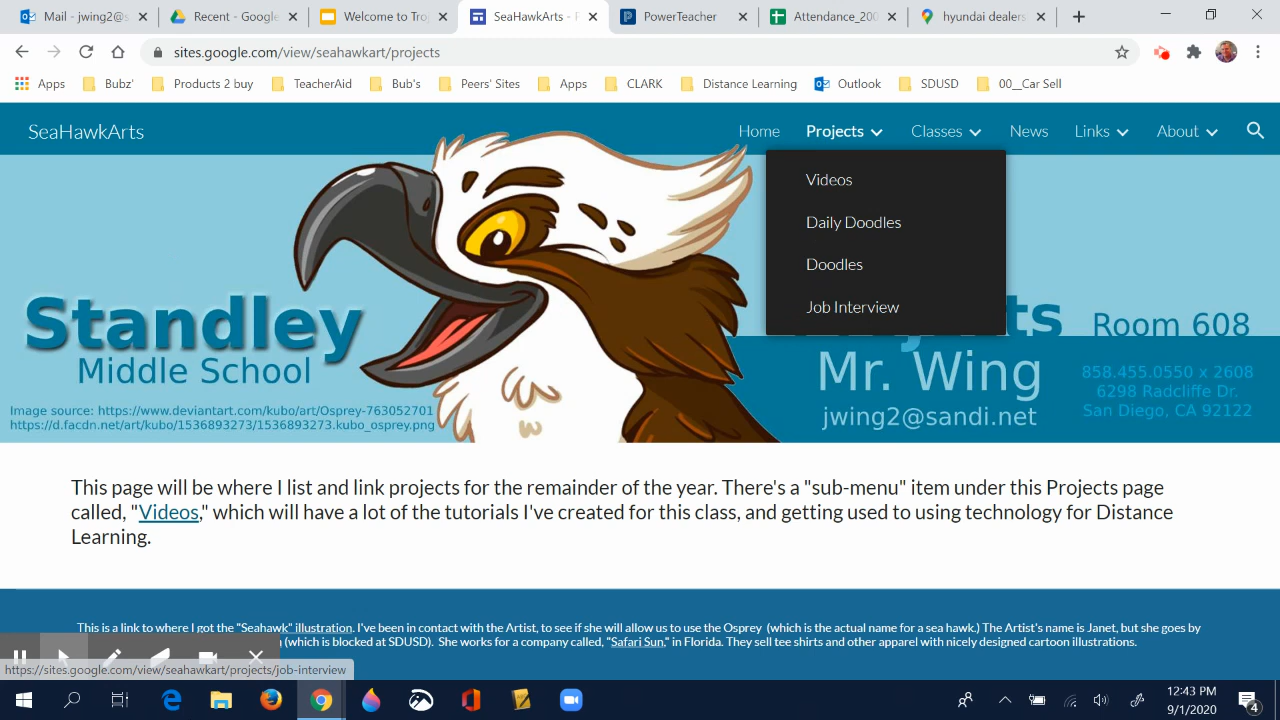 Mail - jwing2@s
Recent - Google
Welcome to Troj
SeaHawkArts - P
PowerTeacher
Attendance_202
hyundai dealers
sites.google.com/view/seahawkart/projects
Apps
Bubz'
Products 2 buy
TeacherAid
Bub's
Peers' Sites
Apps
CLARK
Distance Learning
Outlook
SDUSD
00__Car Sell
SeaHawkArts
Home
Projects
Classes
News
Links
About
Videos
Daily Doodles
Doodles
Job Interview
Standley
Middle School
Room 608
Mr. Wing
jwing2@sandi.net
858.455.0550 x 2608
6298 Radcliffe Dr.
San Diego, CA 92122
Image source: https://www.deviantart.com/kubo/art/Osprey-763052701
https://d.facdn.net/art/kubo/1536893273/1536893273.kubo_osprey.png
This page will be where I list and link projects for the remainder of the year. There's a "sub-menu" item under this Projects page
called, "Videos," which will have a lot of the tutorials I've created for this class, and getting used to using technology for Distance
Learning.
This is a link to where I got the "Seahawk" illustration. I've been in contact with the Artist, to see if she will allow us to use the Osprey (which is the actual name for a sea hawk.) The Artist's name is Janet, but she goes by
(which is blocked at SDUSD). She works for a company called, "Safari Sun," in Florida. They sell tee shirts and other apparel with nicely designed cartoon illustrations.
https://sites.google.com/view/seahawkart/projects/job-interview
12:43 PM
9/1/2020
4